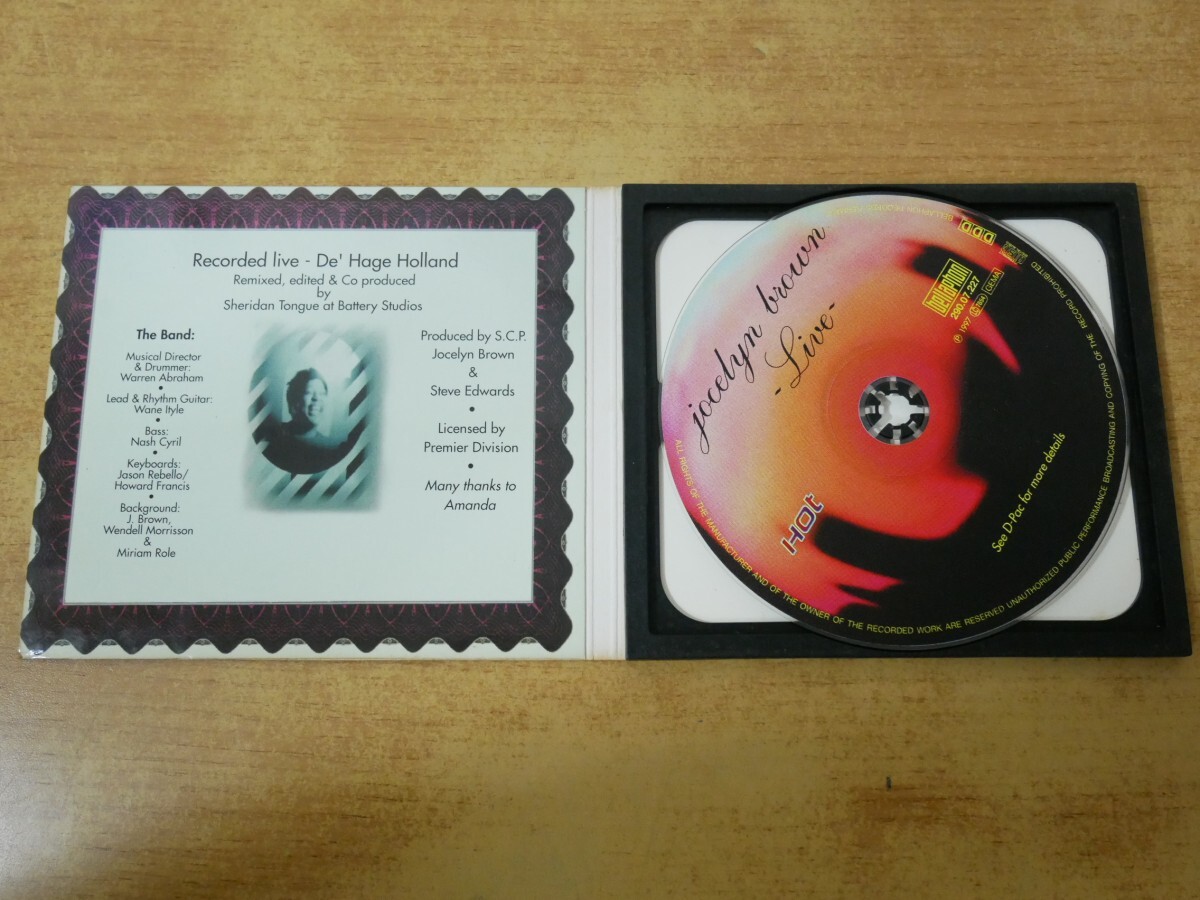 Recorded live - De' Hage Holland
Remixed, edited & Co produced
by
Sheridan Tongue at Battery Studios
The Band:
Musical Director
& Drummer:
Warren Abraham
•
Lead & Rhythm Guitar:
Wane Ityle
•
Bass:
Nash Cyril
•
Keyboards:
Jason Rebello/
Howard Francis
•
Background:
J. Brown,
Wendell Morrisson
&
Miriam Role
Produced by S.C.P.
Jocelyn Brown
&
Steve Edwards
•
Licensed by
Premier Division
•
Many thanks to
Amanda
jocelyn brown
- Live -
DDD
bellaphon
290.07.227
GEMA
℗ 1997
Hot
See D-Pac for more details
ALL RIGHTS OF THE MANUFACTURER AND OF THE OWNER OF THE RECORDED WORK ARE RESERVED UNAUTHORIZED PUBLIC PERFORMANCE BROADCASTING AND COPYING OF THE RECORD PROHIBITED